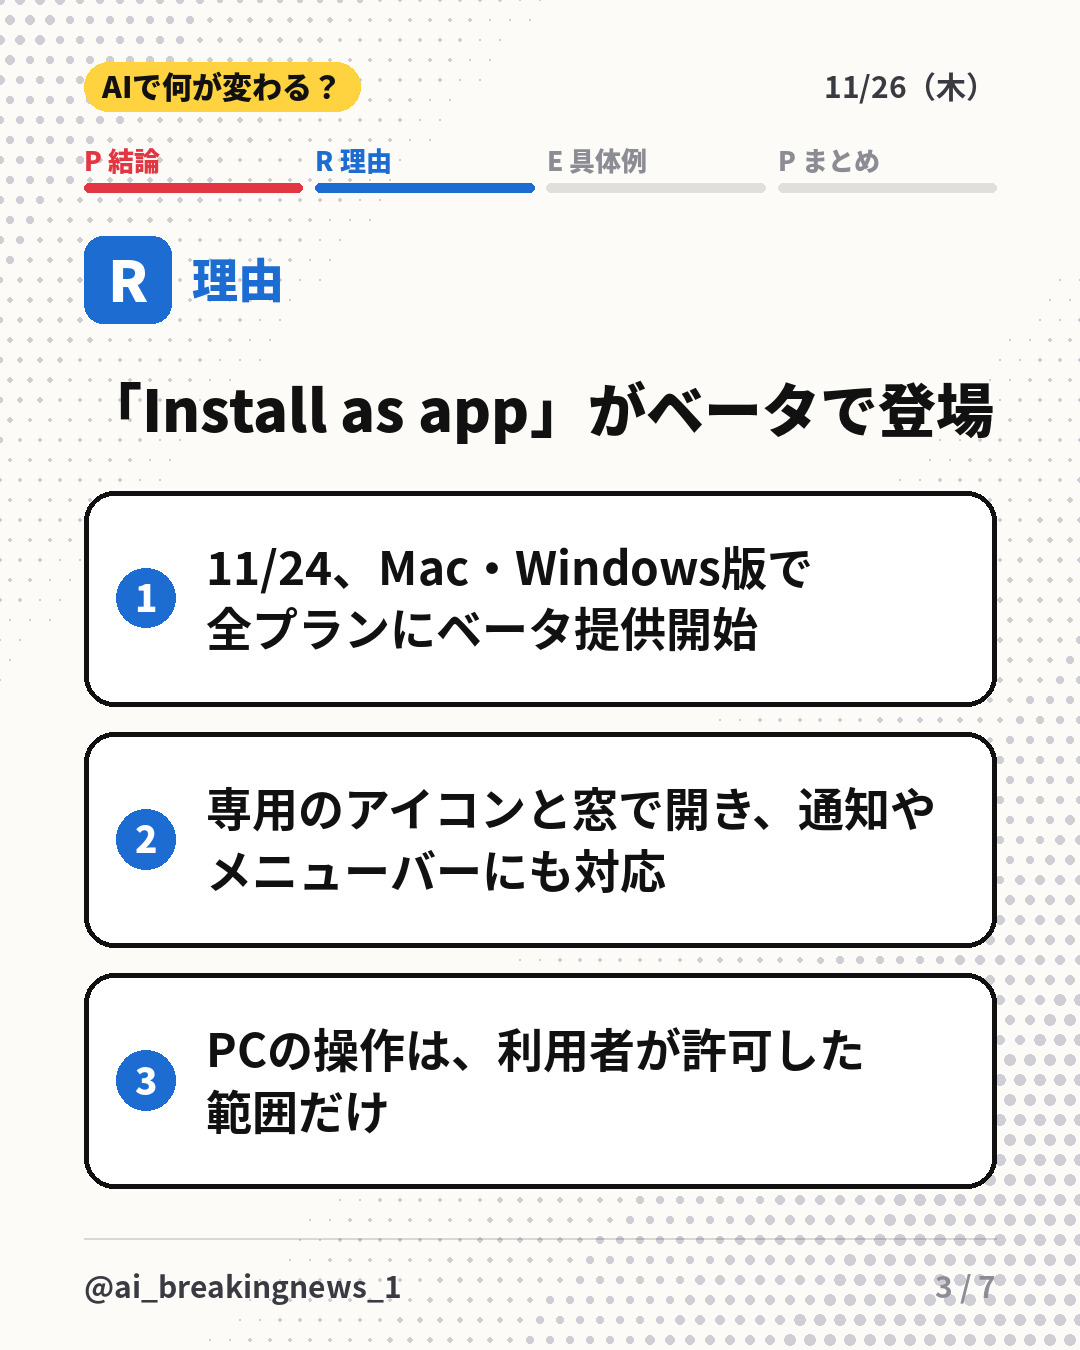 AIで何が変わる？
11/26（木）
P 結論
R 理由
E 具体例
P まとめ
R 理由
「Install as app」がベータで登場
1
11/24、Mac・Windows版で
全プランにベータ提供開始
2
専用のアイコンと窓で開き、通知や
メニューバーにも対応
3
PCの操作は、利用者が許可した
範囲だけ
@ai_breakingnews_1
3 / 7